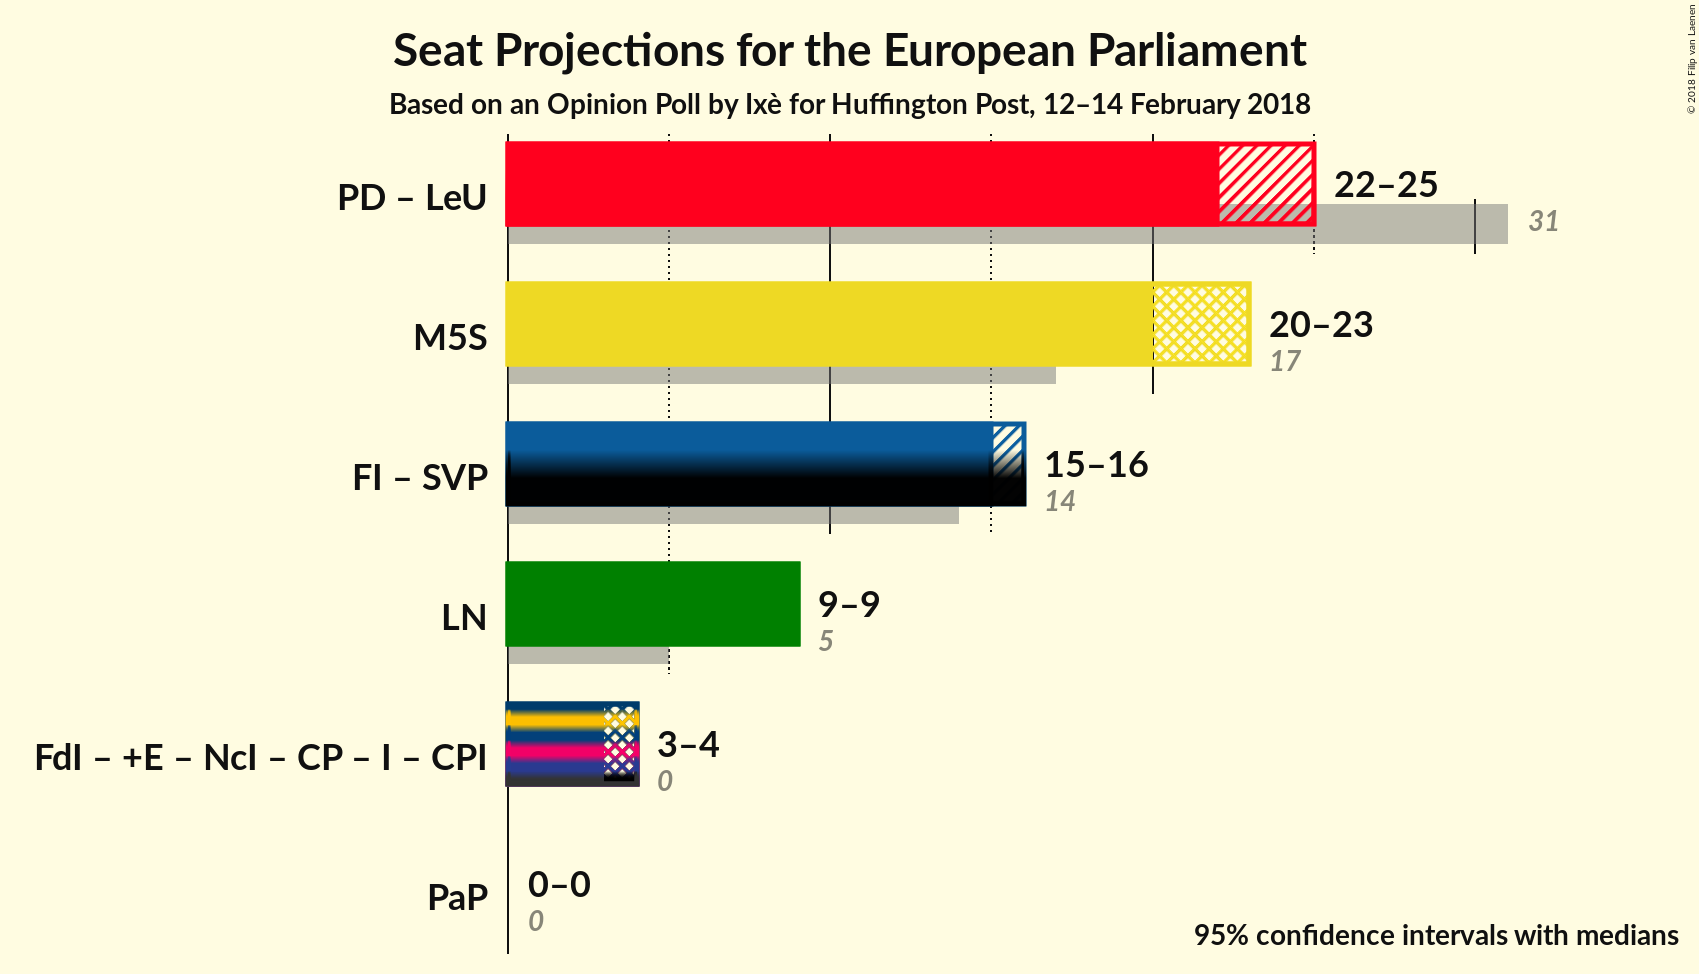 Seat Projections for the European Parliament
Based on an Opinion Poll by Ixè for Huffington Post, 12–14 February 2018
© 2018 Filip van Laenen
PD – LeU
22–25
31
M5S
20–23
17
FI – SVP
15–16
14
LN
9–9
5
FdI – +E – NcI – CP – I – CPI
3–4
0
PaP
0–0
0
95% confidence intervals with medians